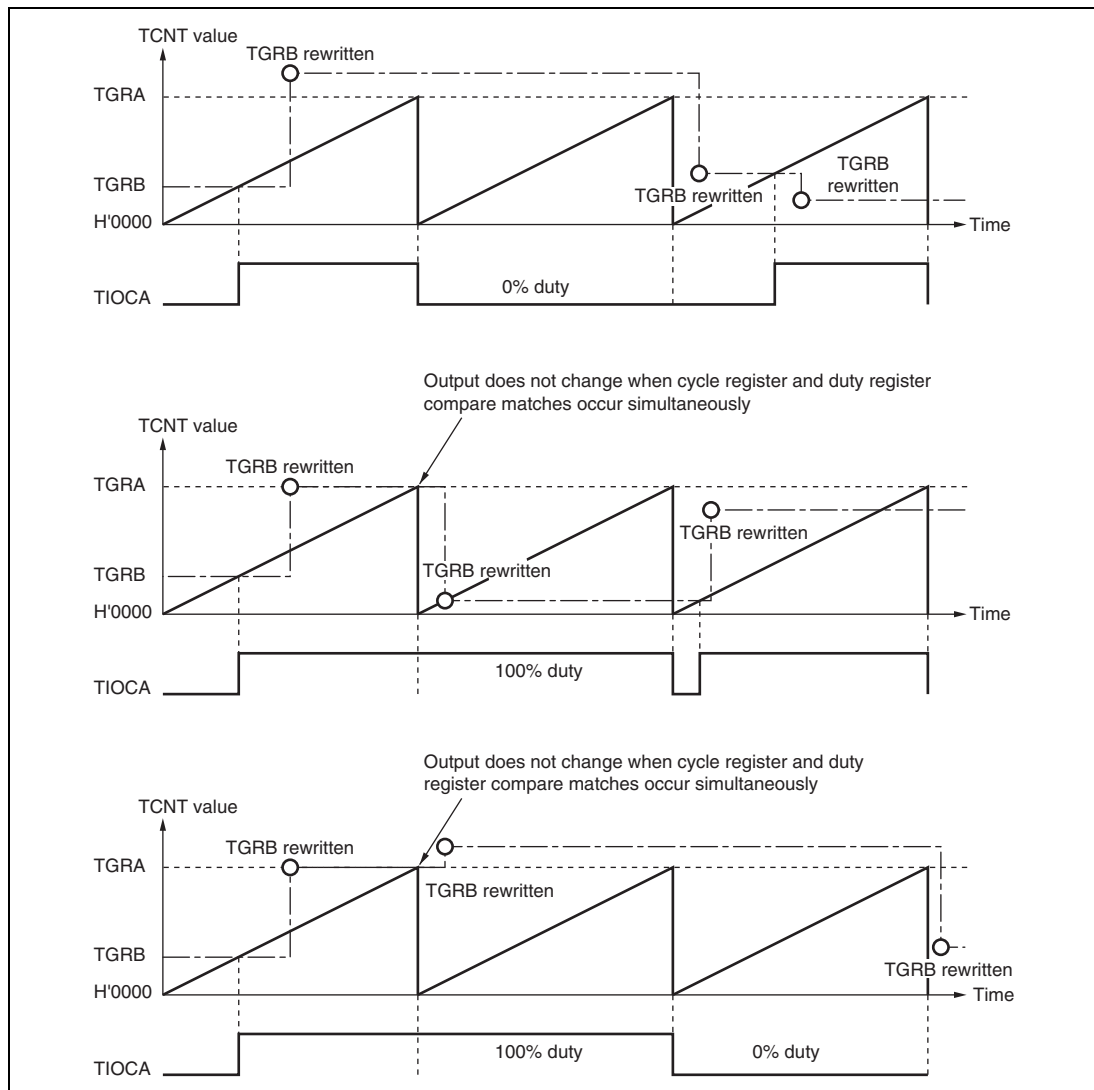 TCNT value
TGRB rewritten
TGRA
TGRB
rewritten
TGRB
TGRB rewritten
H'0000
Time
0% duty
TIOCA
Output does not change when cycle register and duty register
compare matches occur simultaneously
TCNT value
TGRB rewritten
TGRA
TGRB rewritten
TGRB
TGRB rewritten
H'0000
Time
100% duty
TIOCA
Output does not change when cycle register and duty
register compare matches occur simultaneously
TCNT value
TGRB rewritten
TGRA
TGRB rewritten
TGRB
TGRB rewritten
H'0000
Time
100% duty
0% duty
TIOCA